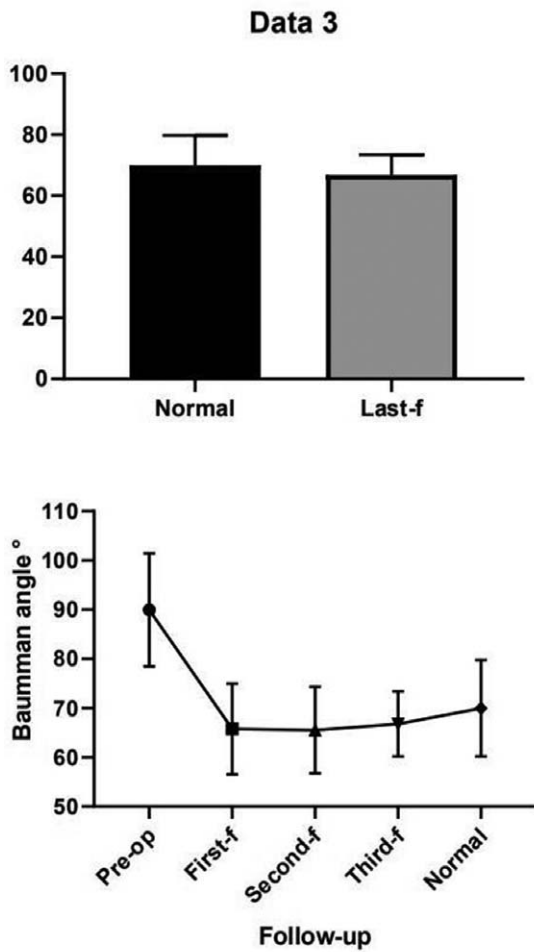 Data 3
100
80
60
40
20
0
Normal Last-f
Baumman angle °
110
100
90
80
70
60
50
Pre-op First-f Second-f Third-f Normal
Follow-up